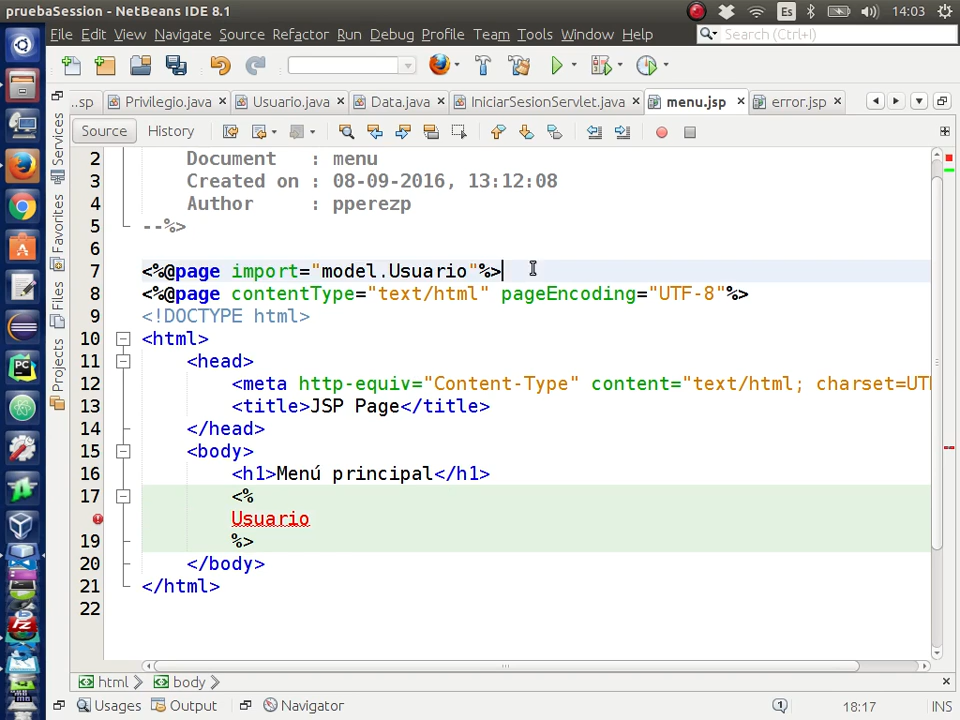 pruebaSession - NetBeans IDE 8.1
Es
14:03
File Edit View Navigate Source Refactor Run Debug Profile Team Tools Window Help
Search (Ctrl+I)
..sp Privilegio.java Usuario.java Data.java IniciarSesionServlet.java menu.jsp error.jsp
Source History
Services
Favorites
Files
Projects
2 Document : menu
3 Created on : 08-09-2016, 13:12:08
4 Author : pperezp
5 --%>
6
7 <%@page import="model.Usuario"%>
8 <%@page contentType="text/html" pageEncoding="UTF-8"%>
9 <!DOCTYPE html>
10 <html>
11 <head>
12 <meta http-equiv="Content-Type" content="text/html; charset=UT
13 <title>JSP Page</title>
14 </head>
15 <body>
16 <h1>Menú principal</h1>
17 <%
Usuario
19 %>
20 </body>
21 </html>
22
html body
Usages Output Navigator
1
18:17
INS